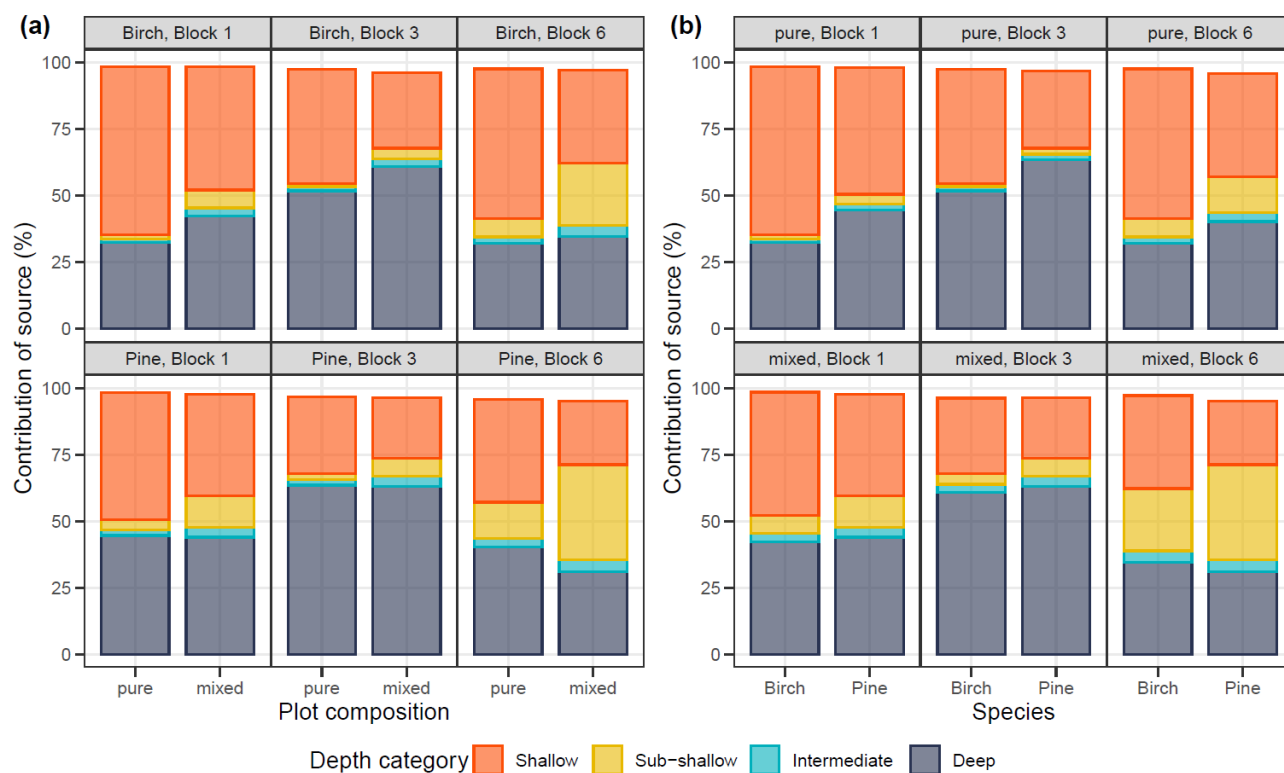 (a)
Birch, Block 1 Birch, Block 3 Birch, Block 6
100
75
50
25
0
Pine, Block 1 Pine, Block 3 Pine, Block 6
100
75
50
25
0
Contribution of source (%)
Contribution of source (%)
pure mixed pure mixed pure mixed
Plot composition
(b)
pure, Block 1 pure, Block 3 pure, Block 6
100
75
50
25
0
mixed, Block 1 mixed, Block 3 mixed, Block 6
100
75
50
25
0
Birch Pine Birch Pine Birch Pine
Species
Depth category Shallow Sub−shallow Intermediate Deep